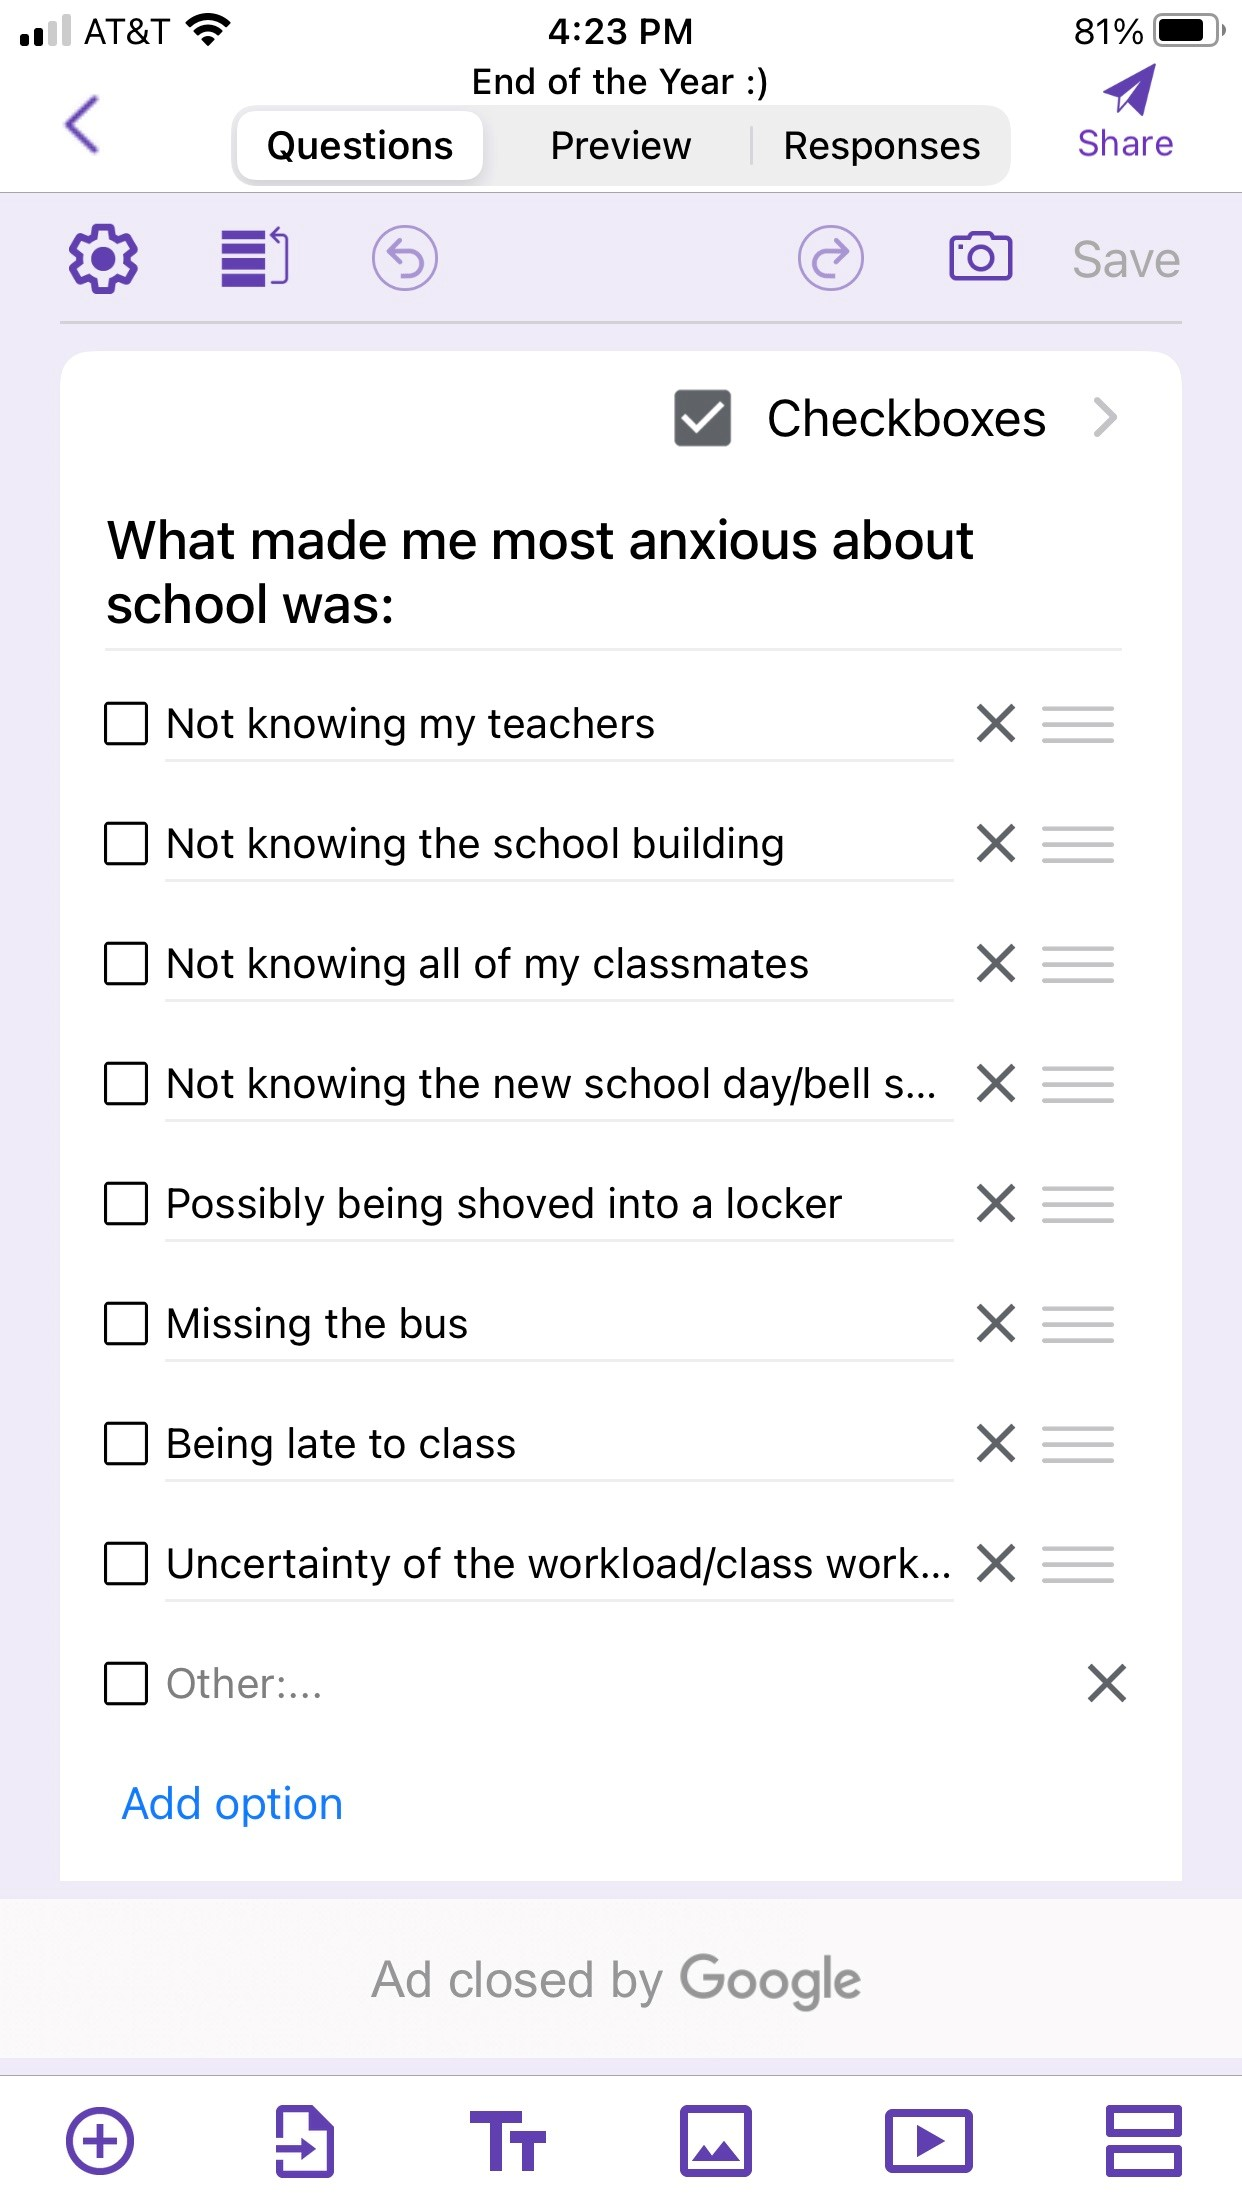 AT&T 4:23 PM 81%
End of the Year :)
Questions Preview Responses Share
Save
Checkboxes
What made me most anxious about
school was:
Not knowing my teachers
Not knowing the school building
Not knowing all of my classmates
Not knowing the new school day/bell s...
Possibly being shoved into a locker
Missing the bus
Being late to class
Uncertainty of the workload/class work...
Other:...
Add option
Ad closed by Google